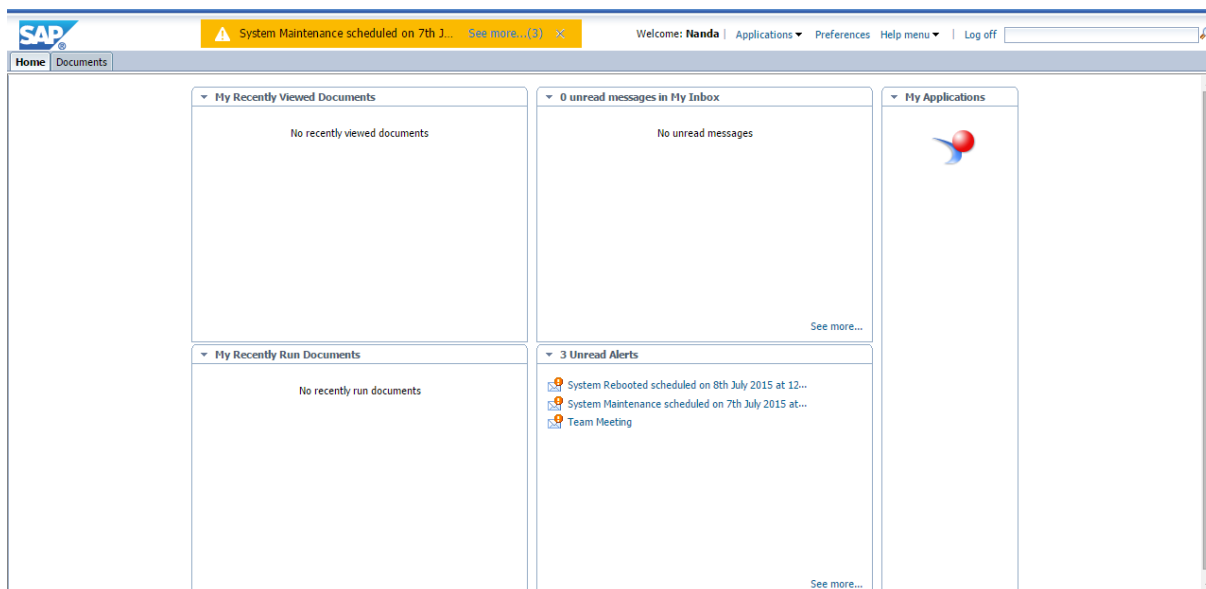 SAP ®
System Maintenance scheduled on 7th J... See more...(3) ×
Welcome: Nanda | Applications Preferences Help menu | Log off
Home Documents
My Recently Viewed Documents
No recently viewed documents
0 unread messages in My Inbox
No unread messages
See more...
My Applications
My Recently Run Documents
No recently run documents
3 Unread Alerts
System Rebooted scheduled on 8th July 2015 at 12...
System Maintenance scheduled on 7th July 2015 at...
Team Meeting
See more...